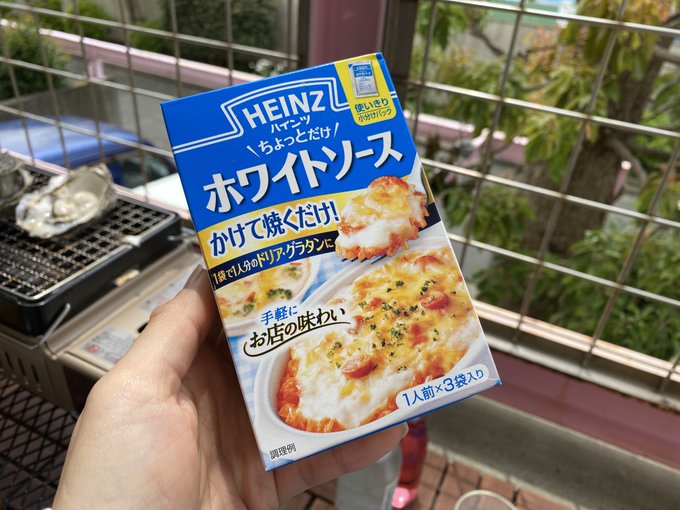 HEINZ
ハインツ
ちょっとだけ
ホワイトソース
使いきり
小分けパック
かけて焼くだけ!
1袋で1人分のドリア・グラタンに
手軽に
お店の味わい
1人前×3袋入り
調理例